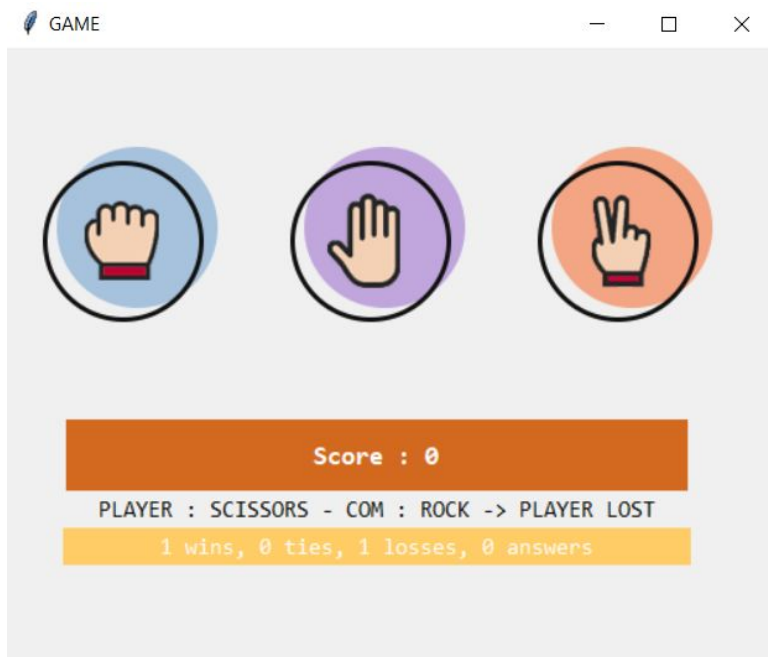 GAME
Score : 0
PLAYER : SCISSORS - COM : ROCK -> PLAYER LOST
1 wins, 0 ties, 1 losses, 0 answers